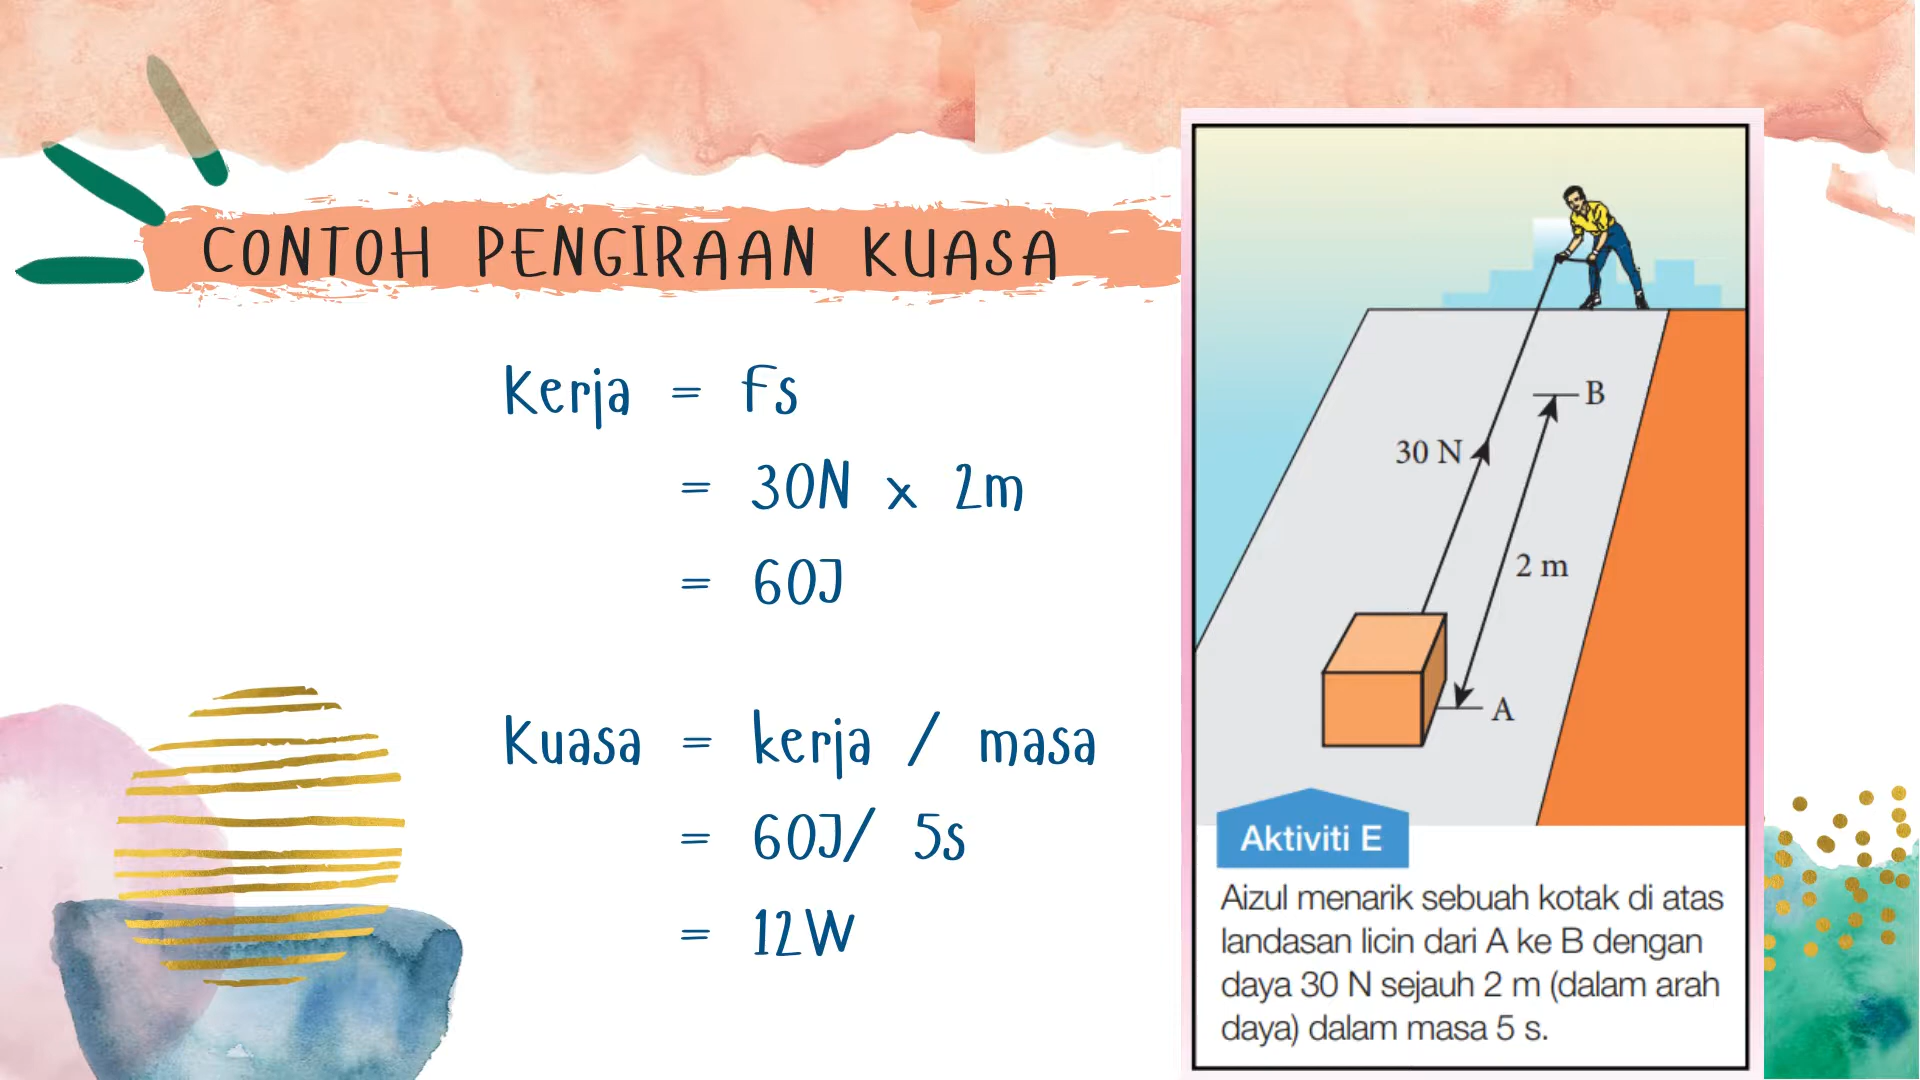 CONTOH PENGIRAAN KUASA
Kerja = Fs
= 30N x 2m
= 60J
Kuasa = kerja / masa
= 60J/ 5s
= 12W
B
30 N
2 m
A
Aktiviti E
Aizul menarik sebuah kotak di atas
landasan licin dari A ke B dengan
daya 30 N sejauh 2 m (dalam arah
daya) dalam masa 5 s.